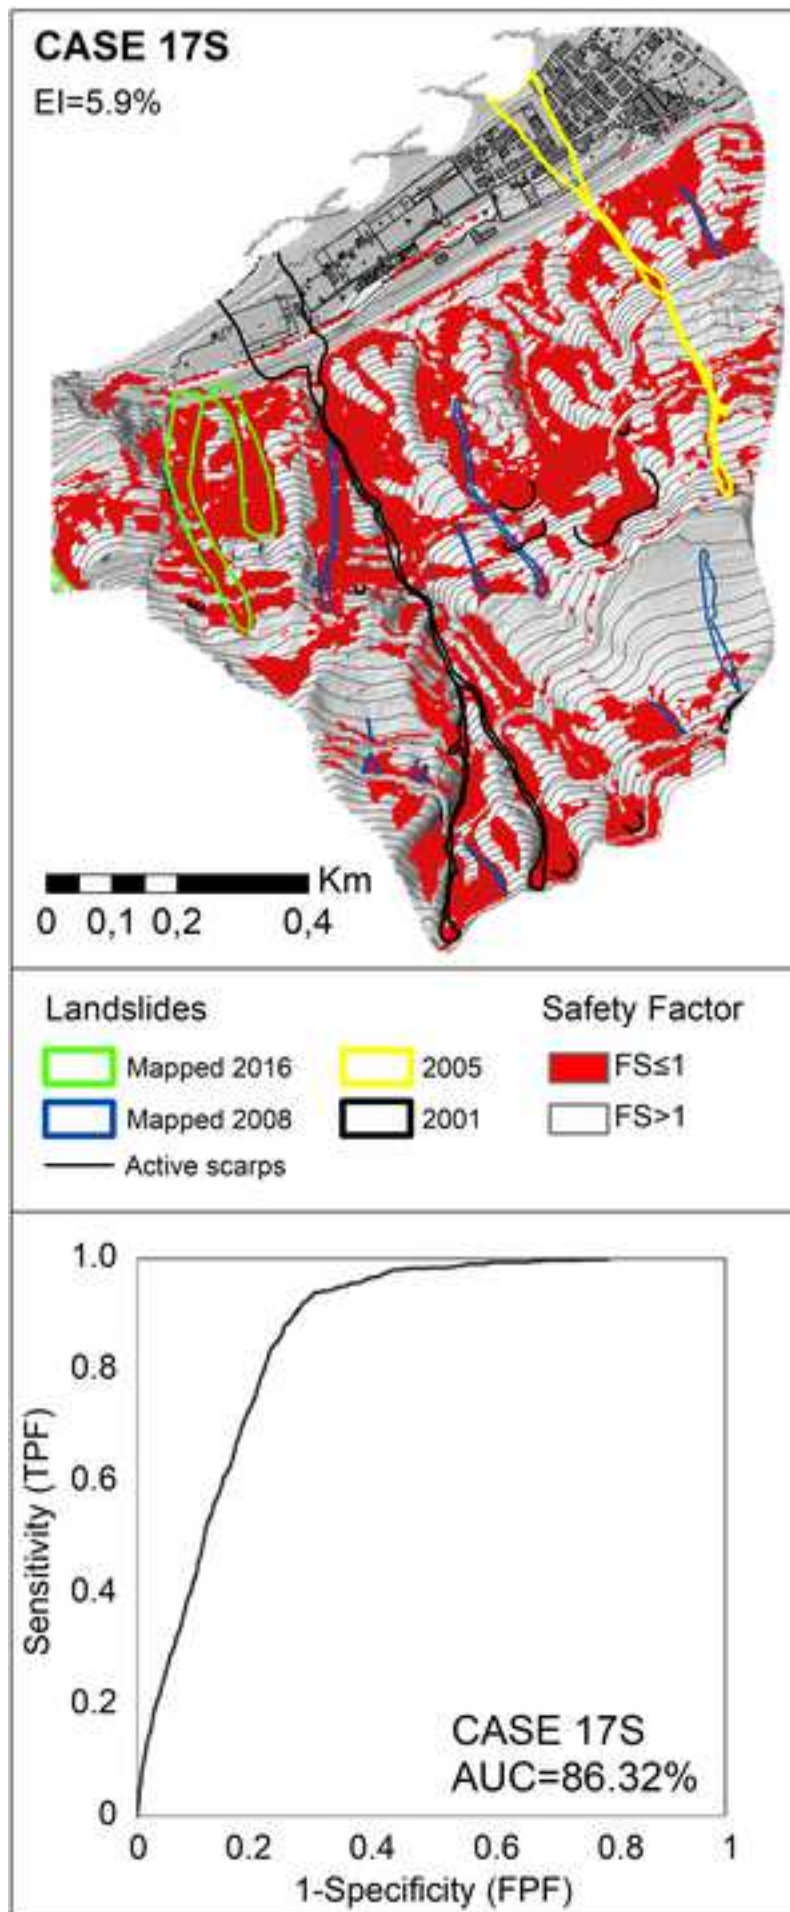 CASE 17S
EI=5.9%
Km
0 0,1 0,2 0,4
Landslides Safety Factor
Mapped 2016 2005 FS≤1
Mapped 2008 2001 FS>1
Active scarps
1.0
0.8
0.6
0.4
0.2
0
Sensitivity (TPF)
CASE 17S
AUC=86.32%
0 0.2 0.4 0.6 0.8 1
1-Specificity (FPF)